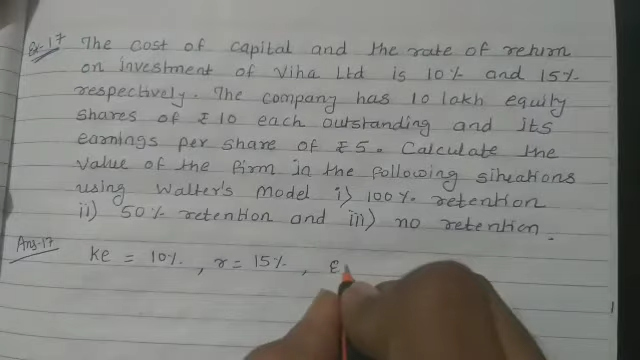 Ex-17 The cost of capital and the rate of return
on investment of Viha Ltd is 10% and 15%
respectively. The company has 10 lakh equity
shares of ₹10 each outstanding and its
earnings per share of ₹5. Calculate the
value of the firm in the following situations
using Walter's Model i) 100% retention
ii) 50% retention and iii) no retention.
Ans-17 Ke = 10%, r = 15%, E